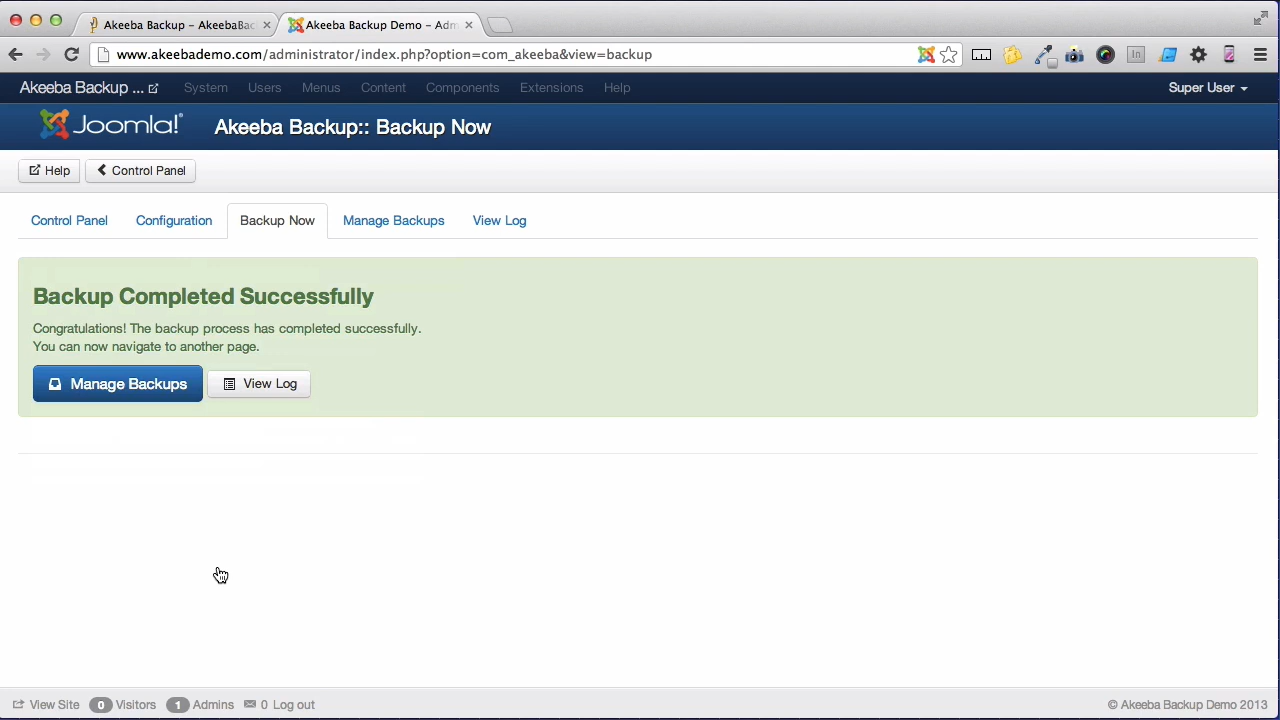 Akeeba Backup – AkeebaBac
Akeeba Backup Demo – Adm
www.akeebademo.com/administrator/index.php?option=com_akeeba&view=backup
Akeeba Backup ... System Users Menus Content Components Extensions Help Super User
Joomla! Akeeba Backup:: Backup Now
Help Control Panel
Control Panel Configuration Backup Now Manage Backups View Log
Backup Completed Successfully
Congratulations! The backup process has completed successfully.
You can now navigate to another page.
Manage Backups View Log
View Site 0 Visitors 1 Admins 0 Log out © Akeeba Backup Demo 2013